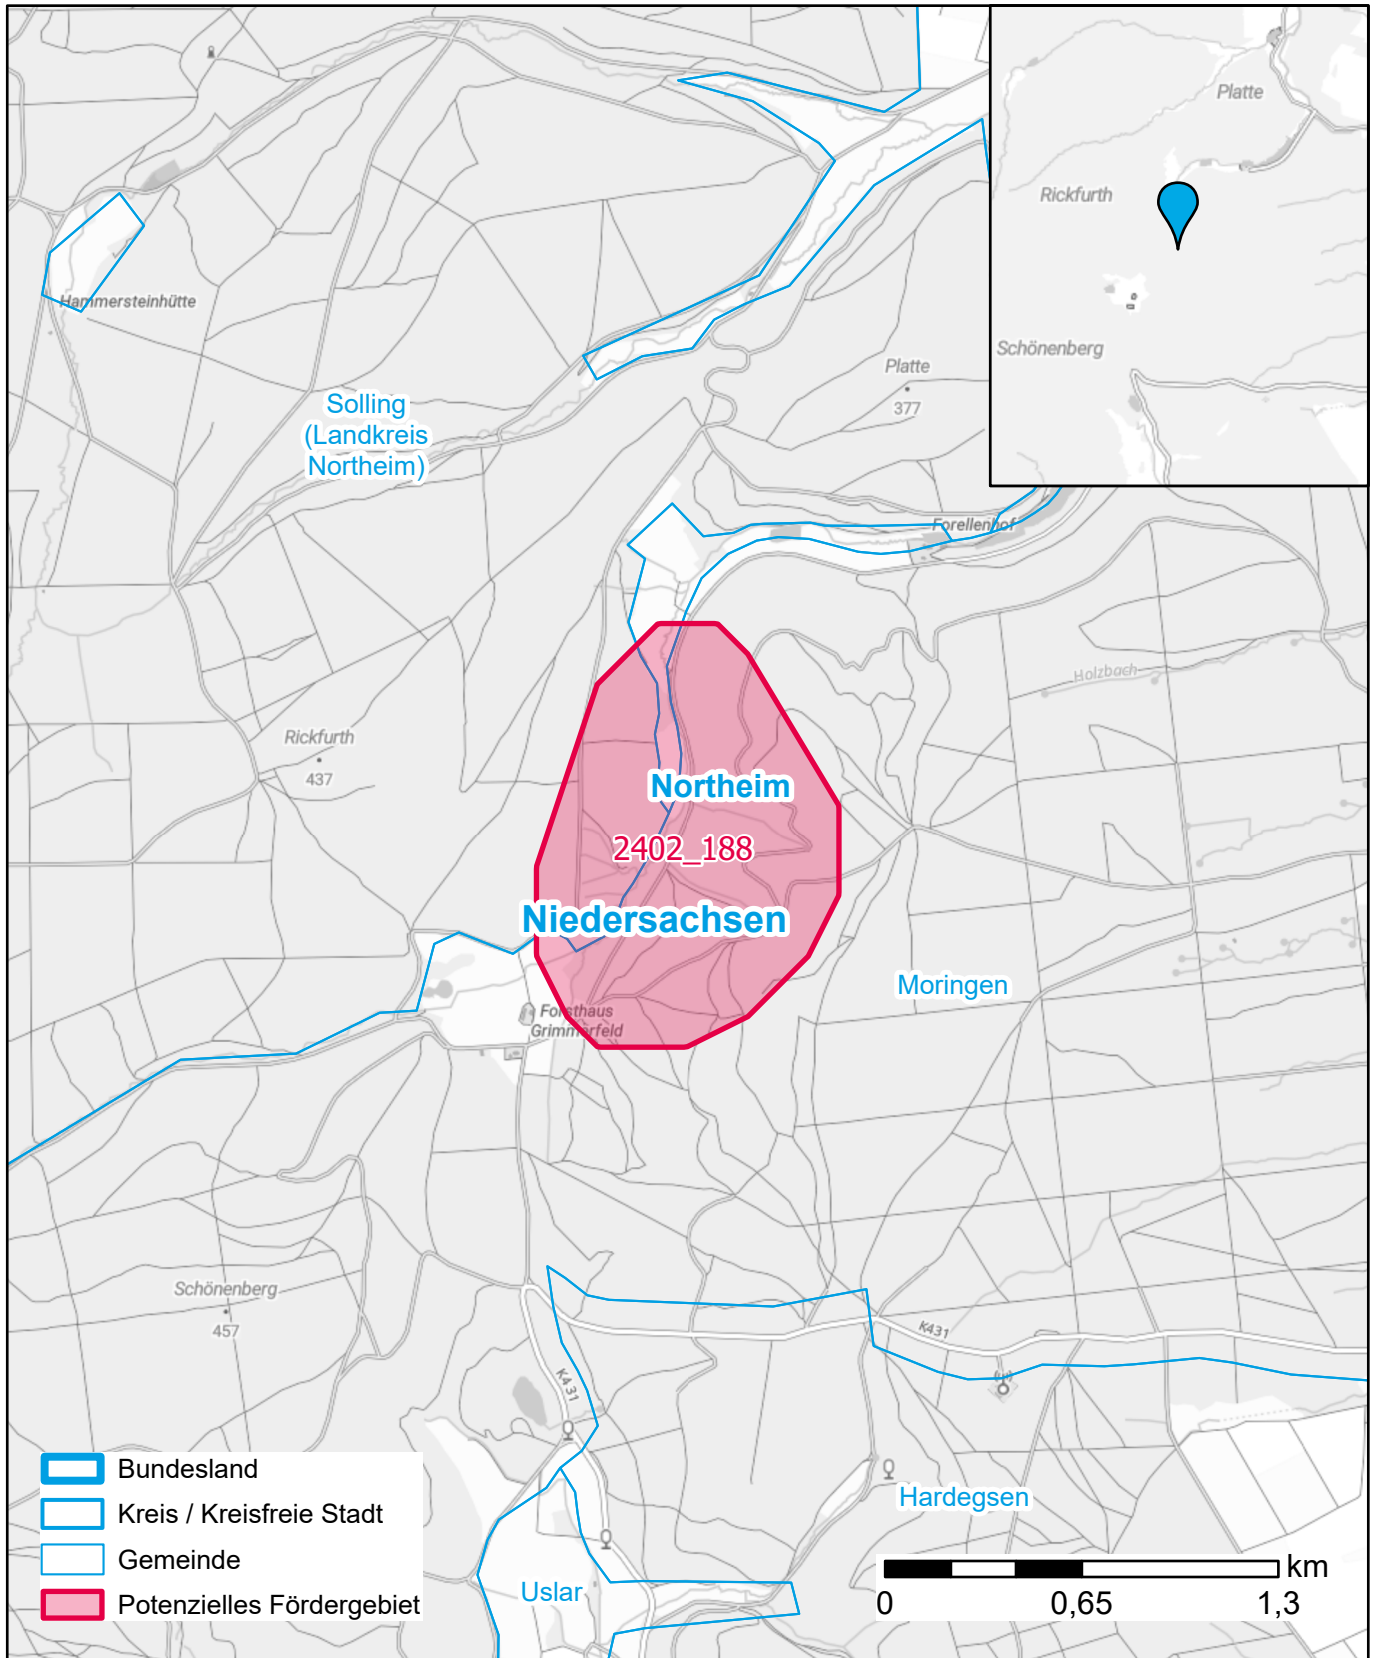 Platte
Rickfurth
Schönenberg
Hammersteinhütte
Platte
377
Solling
(Landkreis
Northeim)
Forellenhof
Holzbach
Rickfurth
437
Northeim
2402_188
Niedersachsen
Moringen
Forsthaus
Grimmerfeld
Schönenberg
457
K431
K431
Hardegsen
Uslar
Bundesland
Kreis / Kreisfreie Stadt
Gemeinde
Potenzielles Fördergebiet
km
0 0,65 1,3